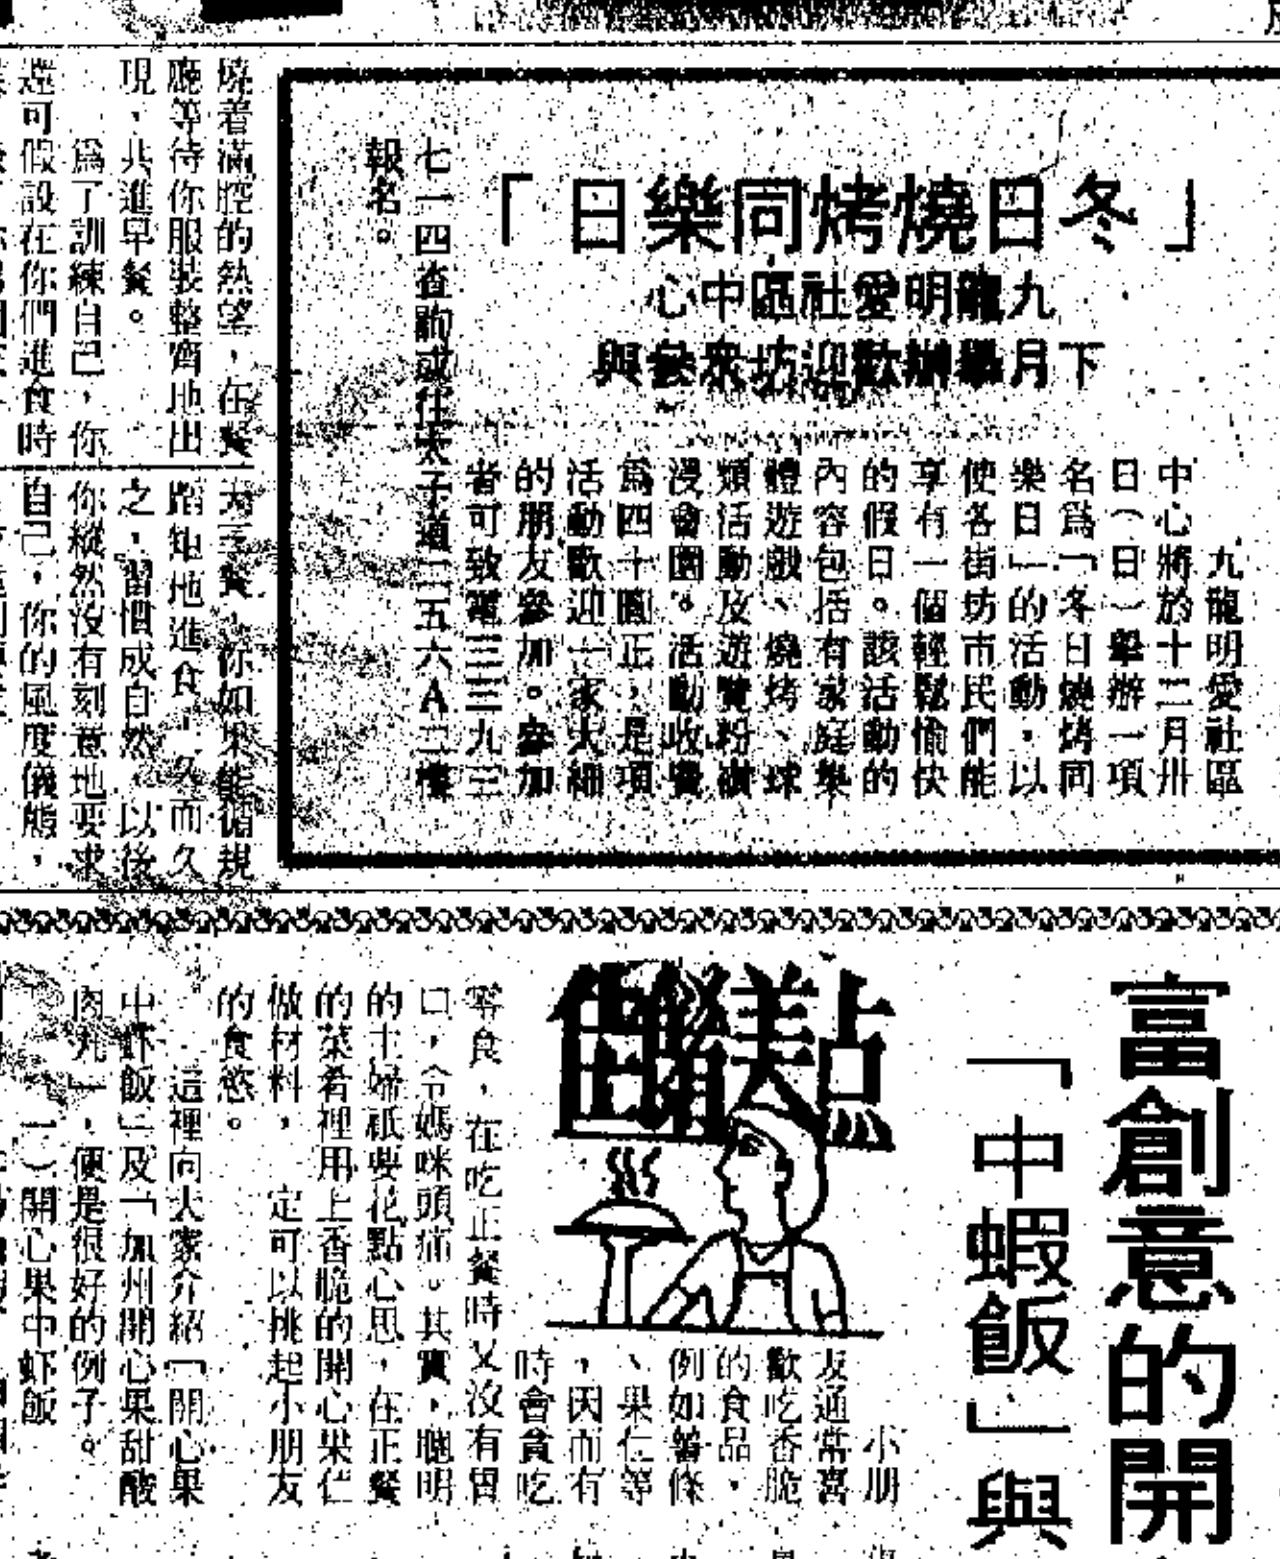 「冬日燒烤同樂日」
九龍明愛社區中心
下月舉辦歡迎坊眾參與
九龍明愛社區
中心將於十二月卅
日（日）舉辦一項
名爲「冬日燒烤同
樂日」的活動，以
使各街坊市民們能
享有一個輕鬆愉快
的假日。該活動的
內容包括有家庭集
體遊戲、燒烤、球
類活動及遊覽粉嶺
浸會園。活動收費
爲四十圓正，是項
活動歡迎一家大細
的朋友參加。參加
者可致電三三九三
七一一四查詢或往太子道二五六A二樓
報名。
燒着滿腔的熱望，在餐
廳等待你服裝整齊地出
現，共進早餐。
爲了訓練自己，你
還可假設在你們進食時
你如果能循規
蹈矩地進食，久而久
之，習慣成自然，以後
你縱然沒有刻意地要求
自己，你的風度儀態，
富創意的開
「中蝦飯」與
佳餚美点
小朋
友通常喜
歡吃香脆
的食品，
例如薯條
、果仁等
，因而有
時會貪吃
零食，在吃正餐時又沒有胃
口，令媽咪頭痛。其實，聰明
的主婦祇要花點心思，在正餐
的菜肴裡用上香脆的開心果仁
做材料，定可以挑起小朋友
的食慾。
這裡向大家介紹「開心果
中虾飯」及「加州開心果甜酸
肉丸」，便是很好的例子。
（一）開心果中虾飯